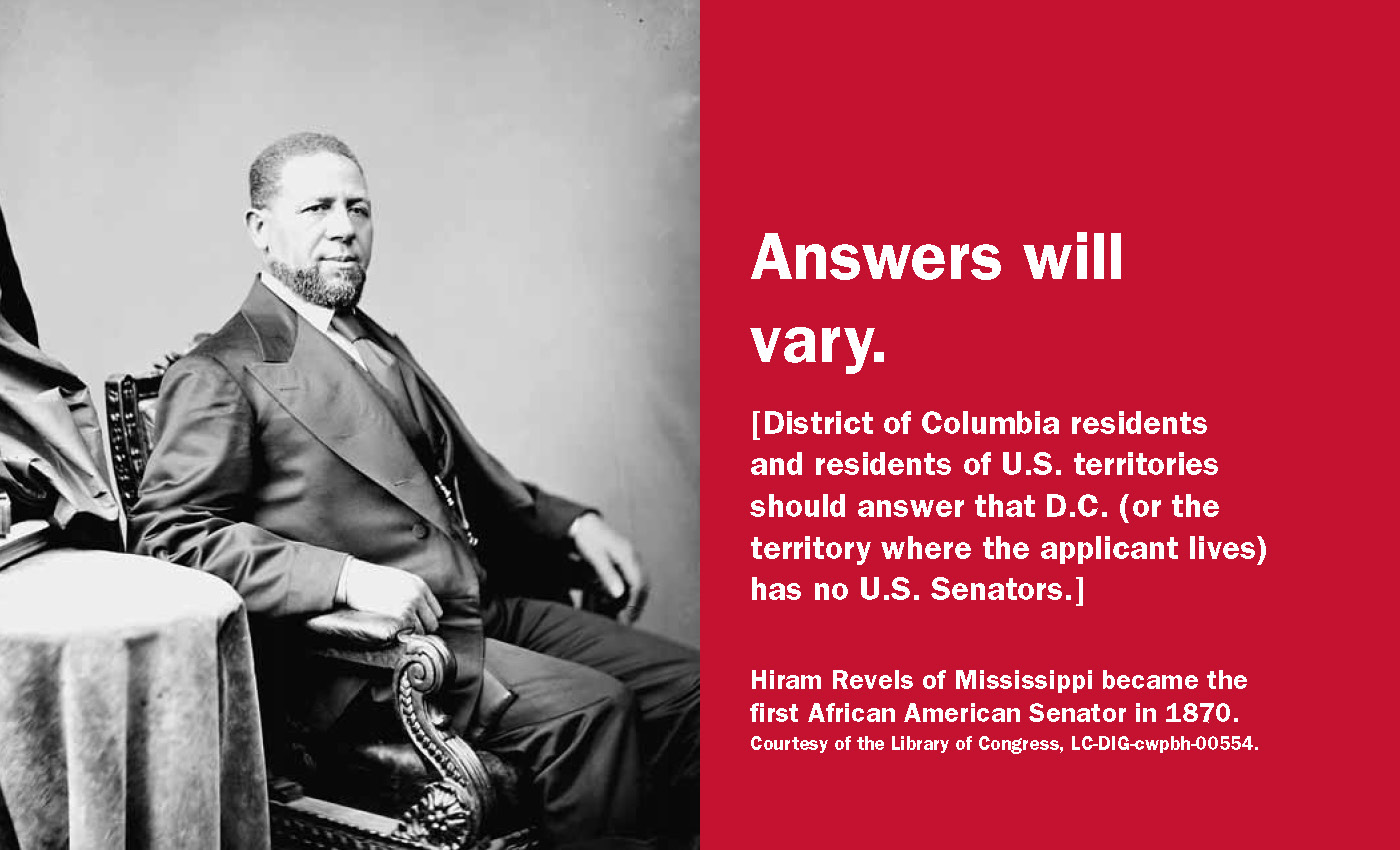 Answers will
vary.
[District of Columbia residents
and residents of U.S. territories
should answer that D.C. (or the
territory where the applicant lives)
has no U.S. Senators.]
Hiram Revels of Mississippi became the
first African American Senator in 1870.
Courtesy of the Library of Congress, LC-DIG-cwpbh-00554.